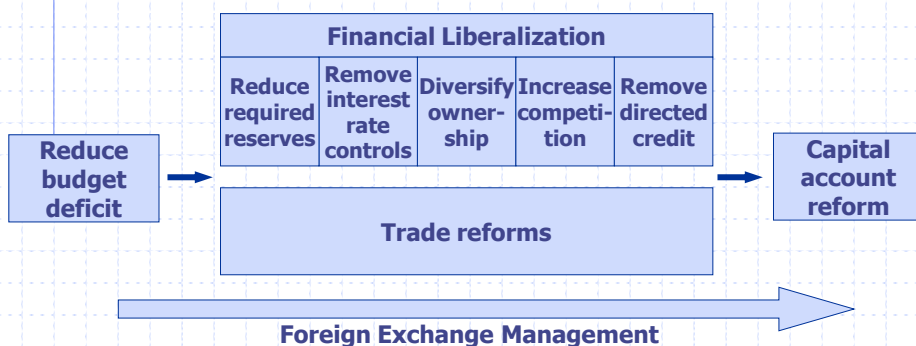 Financial Liberalization
Reduce
required
reserves
Remove
interest
rate
controls
Diversify
owner-
ship
Increase
competi-
tion
Remove
directed
credit
Reduce
budget
deficit
Trade reforms
Capital
account
reform
Foreign Exchange Management